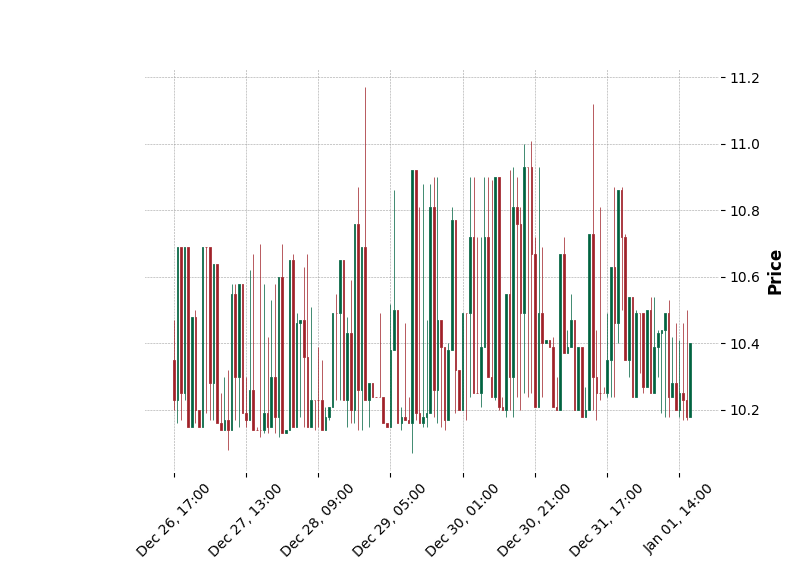 11.2
11.0
10.8
10.6
10.4
10.2
Price
Dec 26, 17:00
Dec 27, 13:00
Dec 28, 09:00
Dec 29, 05:00
Dec 30, 01:00
Dec 30, 21:00
Dec 31, 17:00
Jan 01, 14:00